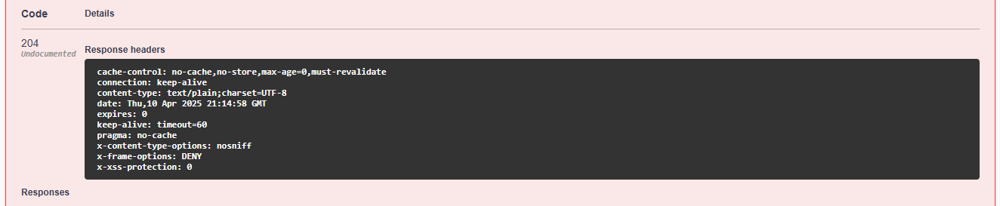 Code Details
204
Undocumented
Response headers
cache-control: no-cache,no-store,max-age=0,must-revalidate
connection: keep-alive
content-type: text/plain;charset=UTF-8
date: Thu,10 Apr 2025 21:14:58 GMT
expires: 0
keep-alive: timeout=60
pragma: no-cache
x-content-type-options: nosniff
x-frame-options: DENY
x-xss-protection: 0
Responses